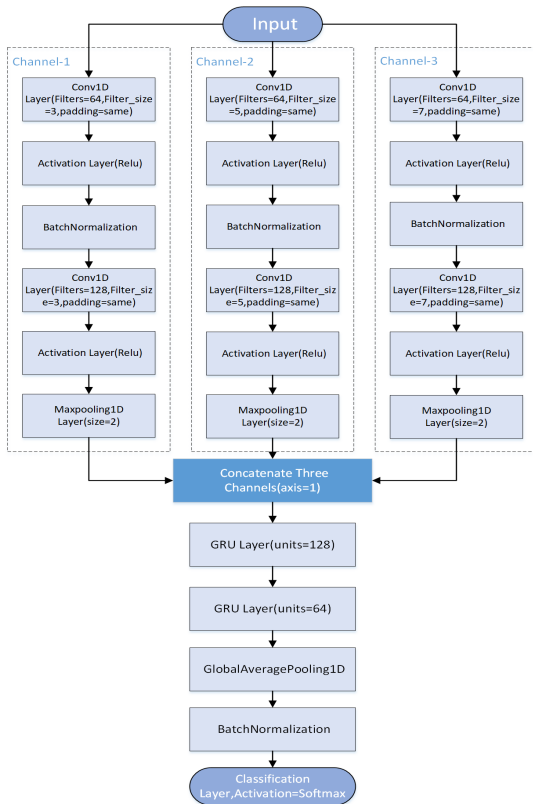 Input
Channel-1
Conv1D
Layer(Filters=64,Filter_size
=3,padding=same)
Activation Layer(Relu)
BatchNormalization
Conv1D
Layer(Filters=128,Filter_siz
e=3,padding=same)
Activation Layer(Relu)
Maxpooling1D
Layer(size=2)
Channel-2
Conv1D
Layer(Filters=64,Filter_size
=5,padding=same)
Activation Layer(Relu)
BatchNormalization
Conv1D
Layer(Filters=128,Filter_siz
e=5,padding=same)
Activation Layer(Relu)
Maxpooling1D
Layer(size=2)
Channel-3
Conv1D
Layer(Filters=64,Filter_size
=7,padding=same)
Activation Layer(Relu)
BatchNormalization
Conv1D
Layer(Filters=128,Filter_siz
e=7,padding=same)
Activation Layer(Relu)
Maxpooling1D
Layer(size=2)
Concatenate Three
Channels(axis=1)
GRU Layer(units=128)
GRU Layer(units=64)
GlobalAveragePooling1D
BatchNormalization
Classification
Layer,Activation=Softmax